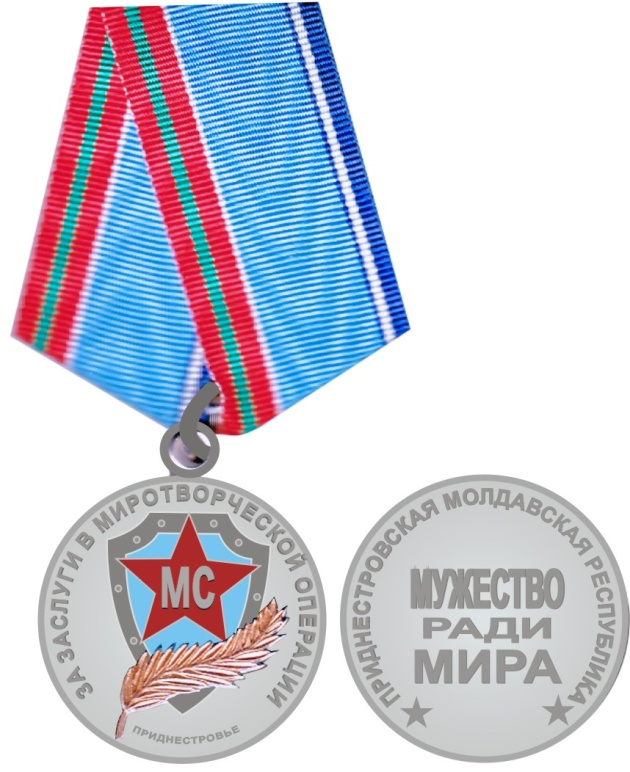 ЗА ЗАСЛУГИ В МИРОТВОРЧЕСКОЙ ОПЕРАЦИИ
МС
ПРИДНЕСТРОВЬЕ
ПРИДНЕСТРОВСКАЯ МОЛДАВСКАЯ РЕСПУБЛИКА
МУЖЕСТВО
РАДИ
МИРА